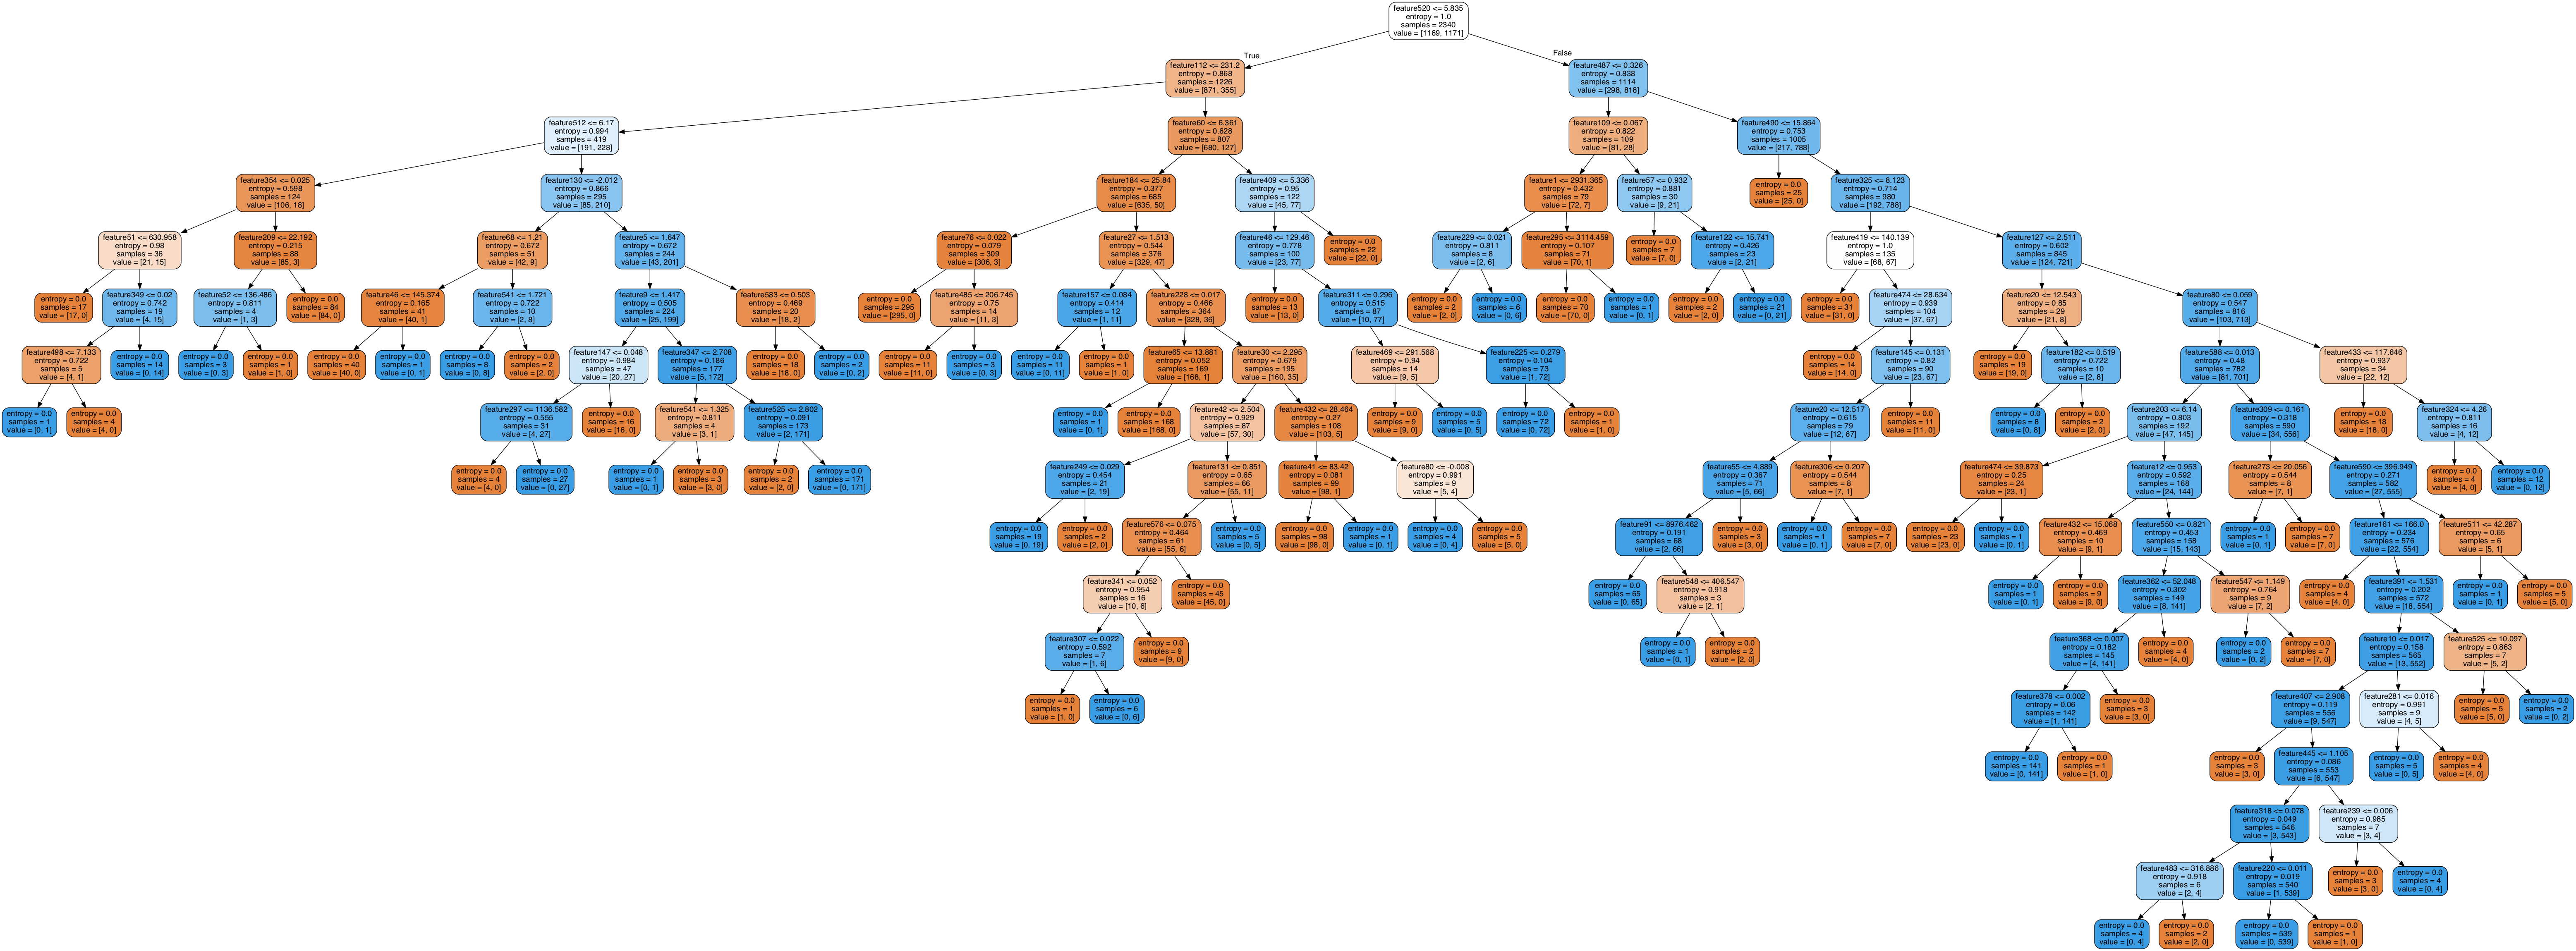 feature520 <= 5.835
entropy = 1.0
samples = 2340
value = [1169, 1171]
True
False
feature112 <= 231.2
entropy = 0.868
samples = 1226
value = [871, 355]
feature487 <= 0.326
entropy = 0.838
samples = 1114
value = [298, 816]
feature512 <= 6.17
entropy = 0.994
samples = 419
value = [191, 228]
feature60 <= 6.361
entropy = 0.628
samples = 807
value = [680, 127]
feature109 <= 0.067
entropy = 0.822
samples = 109
value = [81, 28]
feature490 <= 15.864
entropy = 0.753
samples = 1005
value = [217, 788]
feature354 <= 0.025
entropy = 0.598
samples = 124
value = [106, 18]
feature130 <= -2.012
entropy = 0.866
samples = 295
value = [85, 210]
feature184 <= 25.84
entropy = 0.377
samples = 685
value = [635, 50]
feature409 <= 5.336
entropy = 0.95
samples = 122
value = [45, 77]
feature1 <= 2931.365
entropy = 0.432
samples = 79
value = [72, 7]
feature57 <= 0.932
entropy = 0.881
samples = 30
value = [9, 21]
entropy = 0.0
samples = 25
value = [25, 0]
feature325 <= 8.123
entropy = 0.714
samples = 980
value = [192, 788]
feature51 <= 630.958
entropy = 0.98
samples = 36
value = [21, 15]
feature209 <= 22.192
entropy = 0.215
samples = 88
value = [85, 3]
feature68 <= 1.21
entropy = 0.672
samples = 51
value = [42, 9]
feature5 <= 1.647
entropy = 0.672
samples = 244
value = [43, 201]
feature76 <= 0.022
entropy = 0.079
samples = 309
value = [306, 3]
feature27 <= 1.513
entropy = 0.544
samples = 376
value = [329, 47]
feature46 <= 129.46
entropy = 0.778
samples = 100
value = [23, 77]
entropy = 0.0
samples = 22
value = [22, 0]
feature229 <= 0.021
entropy = 0.811
samples = 8
value = [2, 6]
feature295 <= 3114.459
entropy = 0.107
samples = 71
value = [70, 1]
entropy = 0.0
samples = 7
value = [7, 0]
feature122 <= 15.741
entropy = 0.426
samples = 23
value = [2, 21]
feature419 <= 140.139
entropy = 1.0
samples = 135
value = [68, 67]
feature127 <= 2.511
entropy = 0.602
samples = 845
value = [124, 721]
entropy = 0.0
samples = 17
value = [17, 0]
feature349 <= 0.02
entropy = 0.742
samples = 19
value = [4, 15]
feature52 <= 136.486
entropy = 0.811
samples = 4
value = [1, 3]
entropy = 0.0
samples = 84
value = [84, 0]
feature46 <= 145.374
entropy = 0.165
samples = 41
value = [40, 1]
feature541 <= 1.721
entropy = 0.722
samples = 10
value = [2, 8]
feature9 <= 1.417
entropy = 0.505
samples = 224
value = [25, 199]
feature583 <= 0.503
entropy = 0.469
samples = 20
value = [18, 2]
entropy = 0.0
samples = 295
value = [295, 0]
feature485 <= 206.745
entropy = 0.75
samples = 14
value = [11, 3]
feature157 <= 0.084
entropy = 0.414
samples = 12
value = [1, 11]
feature228 <= 0.017
entropy = 0.466
samples = 364
value = [328, 36]
entropy = 0.0
samples = 13
value = [13, 0]
feature311 <= 0.296
entropy = 0.515
samples = 87
value = [10, 77]
entropy = 0.0
samples = 2
value = [2, 0]
entropy = 0.0
samples = 6
value = [0, 6]
entropy = 0.0
samples = 70
value = [70, 0]
entropy = 0.0
samples = 1
value = [0, 1]
entropy = 0.0
samples = 2
value = [2, 0]
entropy = 0.0
samples = 21
value = [0, 21]
entropy = 0.0
samples = 31
value = [31, 0]
feature474 <= 28.634
entropy = 0.939
samples = 104
value = [37, 67]
feature20 <= 12.543
entropy = 0.85
samples = 29
value = [21, 8]
feature80 <= 0.059
entropy = 0.547
samples = 816
value = [103, 713]
feature498 <= 7.133
entropy = 0.722
samples = 5
value = [4, 1]
entropy = 0.0
samples = 14
value = [0, 14]
entropy = 0.0
samples = 3
value = [0, 3]
entropy = 0.0
samples = 1
value = [1, 0]
entropy = 0.0
samples = 40
value = [40, 0]
entropy = 0.0
samples = 1
value = [0, 1]
entropy = 0.0
samples = 8
value = [0, 8]
entropy = 0.0
samples = 2
value = [2, 0]
feature147 <= 0.048
entropy = 0.984
samples = 47
value = [20, 27]
feature347 <= 2.708
entropy = 0.186
samples = 177
value = [5, 172]
entropy = 0.0
samples = 18
value = [18, 0]
entropy = 0.0
samples = 2
value = [0, 2]
entropy = 0.0
samples = 11
value = [11, 0]
entropy = 0.0
samples = 3
value = [0, 3]
entropy = 0.0
samples = 11
value = [0, 11]
entropy = 0.0
samples = 1
value = [1, 0]
feature65 <= 13.881
entropy = 0.052
samples = 169
value = [168, 1]
feature30 <= 2.295
entropy = 0.679
samples = 195
value = [160, 35]
feature469 <= 291.568
entropy = 0.94
samples = 14
value = [9, 5]
feature225 <= 0.279
entropy = 0.104
samples = 73
value = [1, 72]
entropy = 0.0
samples = 14
value = [14, 0]
feature145 <= 0.131
entropy = 0.82
samples = 90
value = [23, 67]
entropy = 0.0
samples = 19
value = [19, 0]
feature182 <= 0.519
entropy = 0.722
samples = 10
value = [2, 8]
feature588 <= 0.013
entropy = 0.48
samples = 782
value = [81, 701]
feature433 <= 117.646
entropy = 0.937
samples = 34
value = [22, 12]
entropy = 0.0
samples = 1
value = [0, 1]
entropy = 0.0
samples = 4
value = [4, 0]
feature297 <= 1136.582
entropy = 0.555
samples = 31
value = [4, 27]
entropy = 0.0
samples = 16
value = [16, 0]
feature541 <= 1.325
entropy = 0.811
samples = 4
value = [3, 1]
feature525 <= 2.802
entropy = 0.091
samples = 173
value = [2, 171]
entropy = 0.0
samples = 1
value = [0, 1]
entropy = 0.0
samples = 168
value = [168, 0]
feature42 <= 2.504
entropy = 0.929
samples = 87
value = [57, 30]
feature432 <= 28.464
entropy = 0.27
samples = 108
value = [103, 5]
entropy = 0.0
samples = 9
value = [9, 0]
entropy = 0.0
samples = 5
value = [0, 5]
entropy = 0.0
samples = 72
value = [0, 72]
entropy = 0.0
samples = 1
value = [1, 0]
feature20 <= 12.517
entropy = 0.615
samples = 79
value = [12, 67]
entropy = 0.0
samples = 11
value = [11, 0]
entropy = 0.0
samples = 8
value = [0, 8]
entropy = 0.0
samples = 2
value = [2, 0]
feature203 <= 6.14
entropy = 0.803
samples = 192
value = [47, 145]
feature309 <= 0.161
entropy = 0.318
samples = 590
value = [34, 556]
entropy = 0.0
samples = 18
value = [18, 0]
feature324 <= 4.26
entropy = 0.811
samples = 16
value = [4, 12]
entropy = 0.0
samples = 4
value = [4, 0]
entropy = 0.0
samples = 27
value = [0, 27]
entropy = 0.0
samples = 1
value = [0, 1]
entropy = 0.0
samples = 3
value = [3, 0]
entropy = 0.0
samples = 2
value = [2, 0]
entropy = 0.0
samples = 171
value = [0, 171]
feature249 <= 0.029
entropy = 0.454
samples = 21
value = [2, 19]
feature131 <= 0.851
entropy = 0.65
samples = 66
value = [55, 11]
feature41 <= 83.42
entropy = 0.081
samples = 99
value = [98, 1]
feature80 <= -0.008
entropy = 0.991
samples = 9
value = [5, 4]
feature55 <= 4.889
entropy = 0.367
samples = 71
value = [5, 66]
feature306 <= 0.207
entropy = 0.544
samples = 8
value = [7, 1]
feature474 <= 39.873
entropy = 0.25
samples = 24
value = [23, 1]
feature12 <= 0.953
entropy = 0.592
samples = 168
value = [24, 144]
feature273 <= 20.056
entropy = 0.544
samples = 8
value = [7, 1]
feature590 <= 396.949
entropy = 0.271
samples = 582
value = [27, 555]
entropy = 0.0
samples = 4
value = [4, 0]
entropy = 0.0
samples = 12
value = [0, 12]
entropy = 0.0
samples = 19
value = [0, 19]
entropy = 0.0
samples = 2
value = [2, 0]
feature576 <= 0.075
entropy = 0.464
samples = 61
value = [55, 6]
entropy = 0.0
samples = 5
value = [0, 5]
entropy = 0.0
samples = 98
value = [98, 0]
entropy = 0.0
samples = 1
value = [0, 1]
entropy = 0.0
samples = 4
value = [0, 4]
entropy = 0.0
samples = 5
value = [5, 0]
feature91 <= 8976.462
entropy = 0.191
samples = 68
value = [2, 66]
entropy = 0.0
samples = 3
value = [3, 0]
entropy = 0.0
samples = 1
value = [0, 1]
entropy = 0.0
samples = 7
value = [7, 0]
entropy = 0.0
samples = 23
value = [23, 0]
entropy = 0.0
samples = 1
value = [0, 1]
feature432 <= 15.068
entropy = 0.469
samples = 10
value = [9, 1]
feature550 <= 0.821
entropy = 0.453
samples = 158
value = [15, 143]
entropy = 0.0
samples = 1
value = [0, 1]
entropy = 0.0
samples = 7
value = [7, 0]
feature161 <= 166.0
entropy = 0.234
samples = 576
value = [22, 554]
feature511 <= 42.287
entropy = 0.65
samples = 6
value = [5, 1]
feature341 <= 0.052
entropy = 0.954
samples = 16
value = [10, 6]
entropy = 0.0
samples = 45
value = [45, 0]
entropy = 0.0
samples = 65
value = [0, 65]
feature548 <= 406.547
entropy = 0.918
samples = 3
value = [2, 1]
entropy = 0.0
samples = 1
value = [0, 1]
entropy = 0.0
samples = 9
value = [9, 0]
feature362 <= 52.048
entropy = 0.302
samples = 149
value = [8, 141]
feature547 <= 1.149
entropy = 0.764
samples = 9
value = [7, 2]
entropy = 0.0
samples = 4
value = [4, 0]
feature391 <= 1.531
entropy = 0.202
samples = 572
value = [18, 554]
entropy = 0.0
samples = 1
value = [0, 1]
entropy = 0.0
samples = 5
value = [5, 0]
feature307 <= 0.022
entropy = 0.592
samples = 7
value = [1, 6]
entropy = 0.0
samples = 9
value = [9, 0]
entropy = 0.0
samples = 1
value = [0, 1]
entropy = 0.0
samples = 2
value = [2, 0]
feature368 <= 0.007
entropy = 0.182
samples = 145
value = [4, 141]
entropy = 0.0
samples = 4
value = [4, 0]
entropy = 0.0
samples = 2
value = [0, 2]
entropy = 0.0
samples = 7
value = [7, 0]
feature10 <= 0.017
entropy = 0.158
samples = 565
value = [13, 552]
feature525 <= 10.097
entropy = 0.863
samples = 7
value = [5, 2]
entropy = 0.0
samples = 1
value = [1, 0]
entropy = 0.0
samples = 6
value = [0, 6]
feature378 <= 0.002
entropy = 0.06
samples = 142
value = [1, 141]
entropy = 0.0
samples = 3
value = [3, 0]
feature407 <= 2.908
entropy = 0.119
samples = 556
value = [9, 547]
feature281 <= 0.016
entropy = 0.991
samples = 9
value = [4, 5]
entropy = 0.0
samples = 5
value = [5, 0]
entropy = 0.0
samples = 2
value = [0, 2]
entropy = 0.0
samples = 141
value = [0, 141]
entropy = 0.0
samples = 1
value = [1, 0]
entropy = 0.0
samples = 3
value = [3, 0]
feature445 <= 1.105
entropy = 0.086
samples = 553
value = [6, 547]
entropy = 0.0
samples = 5
value = [0, 5]
entropy = 0.0
samples = 4
value = [4, 0]
feature318 <= 0.078
entropy = 0.049
samples = 546
value = [3, 543]
feature239 <= 0.006
entropy = 0.985
samples = 7
value = [3, 4]
feature483 <= 316.886
entropy = 0.918
samples = 6
value = [2, 4]
feature220 <= 0.011
entropy = 0.019
samples = 540
value = [1, 539]
entropy = 0.0
samples = 3
value = [3, 0]
entropy = 0.0
samples = 4
value = [0, 4]
entropy = 0.0
samples = 4
value = [0, 4]
entropy = 0.0
samples = 2
value = [2, 0]
entropy = 0.0
samples = 539
value = [0, 539]
entropy = 0.0
samples = 1
value = [1, 0]